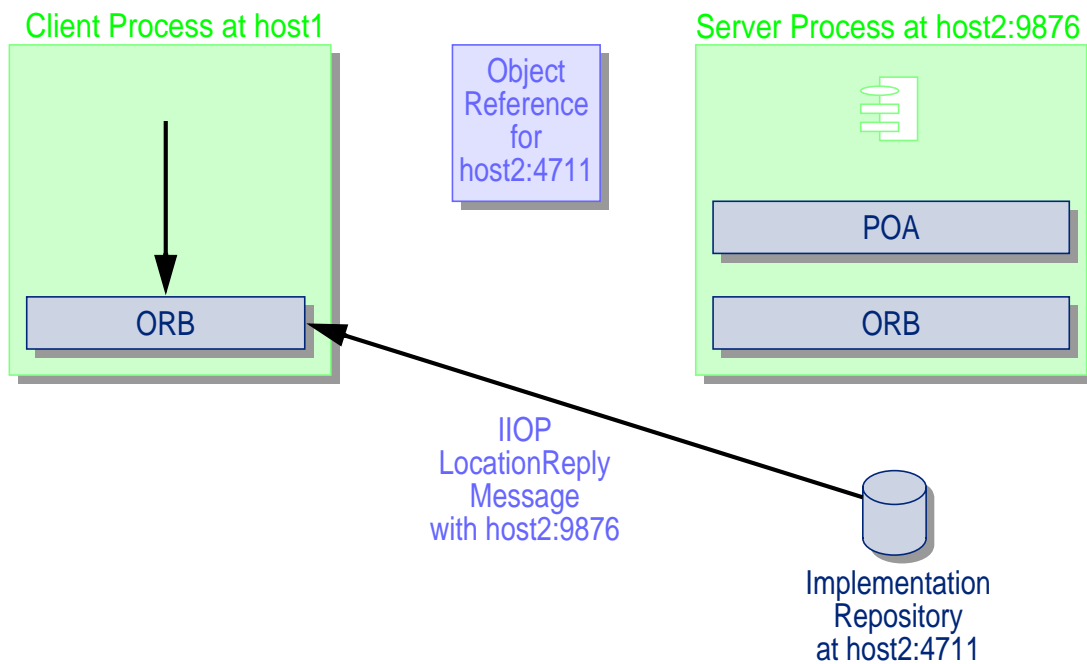 Client Process at host1
Object
Reference
for
host2:4711
Server Process at host2:9876
POA
ORB
ORB
IIOP
LocationReply
Message
with host2:9876
Implementation
Repository
at host2:4711